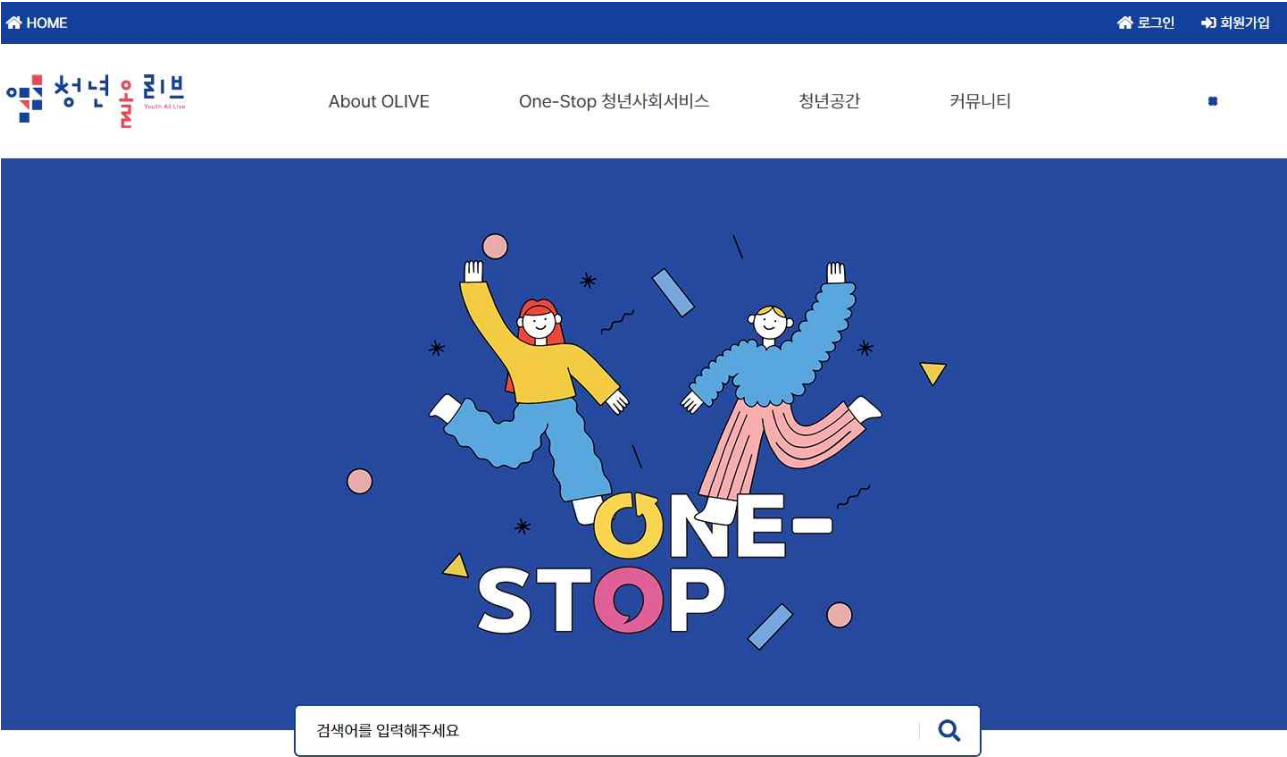 HOME
로그인 회원가입
청년올리브
Youth All Live
About OLIVE One-Stop 청년사회서비스 청년공간 커뮤니티
ONE-
STOP
검색어를 입력해주세요